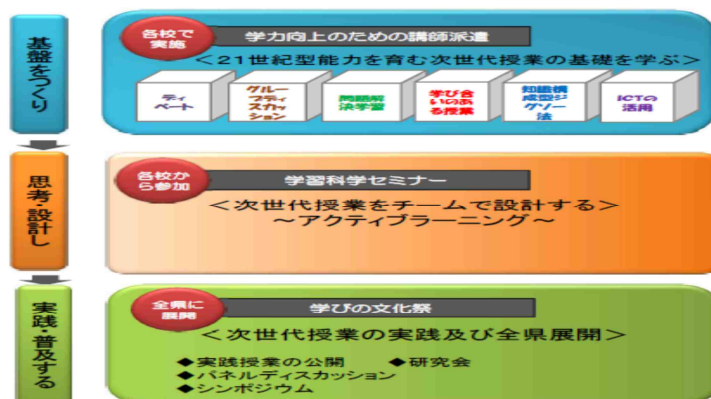 基盤をつくり
各校で
実施
学力向上のための講師派遣
＜21世紀型能力を育む次世代授業の基礎を学ぶ＞
ディ
ベート
グルー
プディ
スカッ
ション
問題解
決学習
学び合
いのあ
る授業
知識構
成型ジ
グソー
法
ICTの
活用
思考・設計し
各校か
ら参加
学習科学セミナー
＜次世代授業をチームで設計する＞
～アクティブラーニング～
実践・普及する
全県に
展開
学びの文化祭
＜次世代授業の実践及び全県展開＞
◆実践授業の公開　◆研究会
◆パネルディスカッション
◆シンポジウム